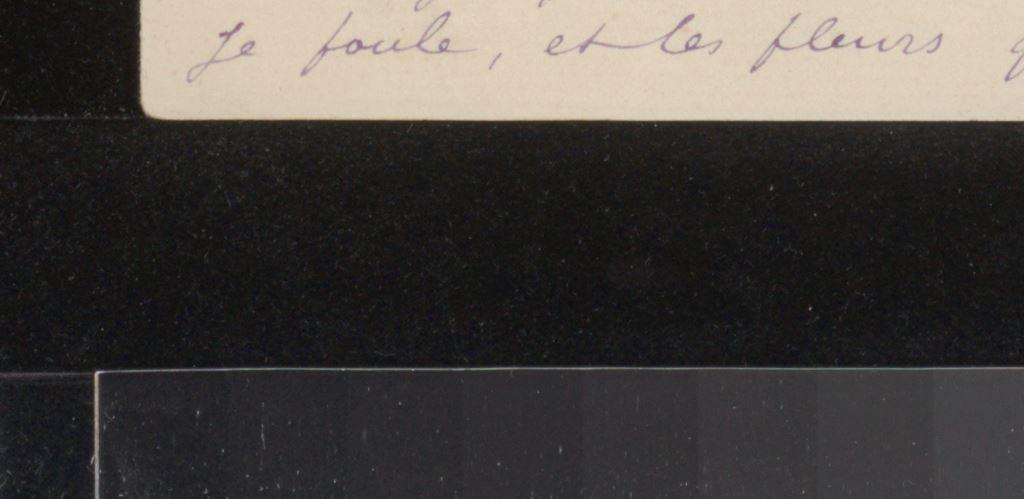 Je foule, et les fleurs